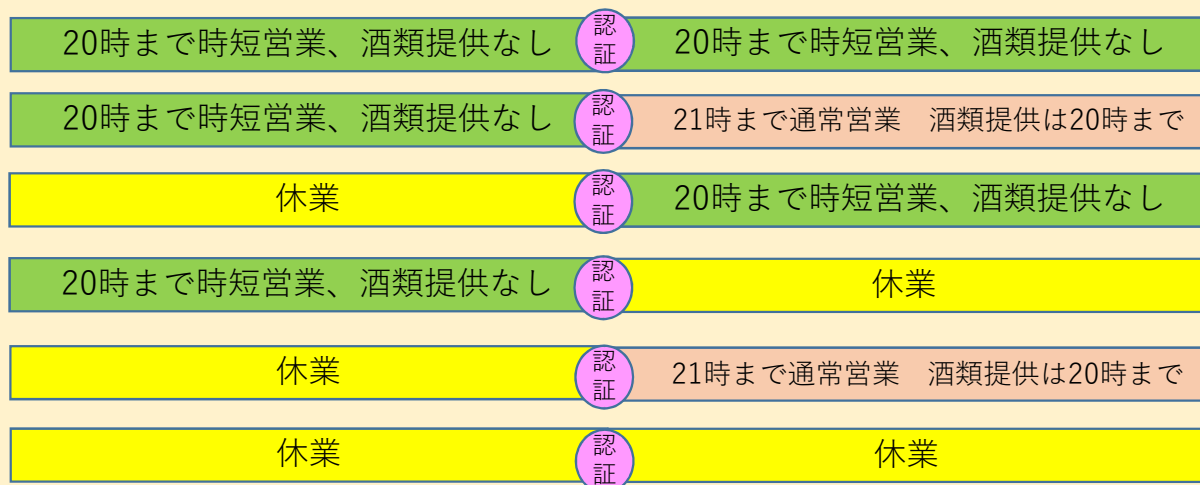 20時まで時短営業、酒類提供なし 認証 20時まで時短営業、酒類提供なし
20時まで時短営業、酒類提供なし 認証 21時まで通常営業　酒類提供は20時まで
休業 認証 20時まで時短営業、酒類提供なし
20時まで時短営業、酒類提供なし 認証 休業
休業 認証 21時まで通常営業　酒類提供は20時まで
休業 認証 休業